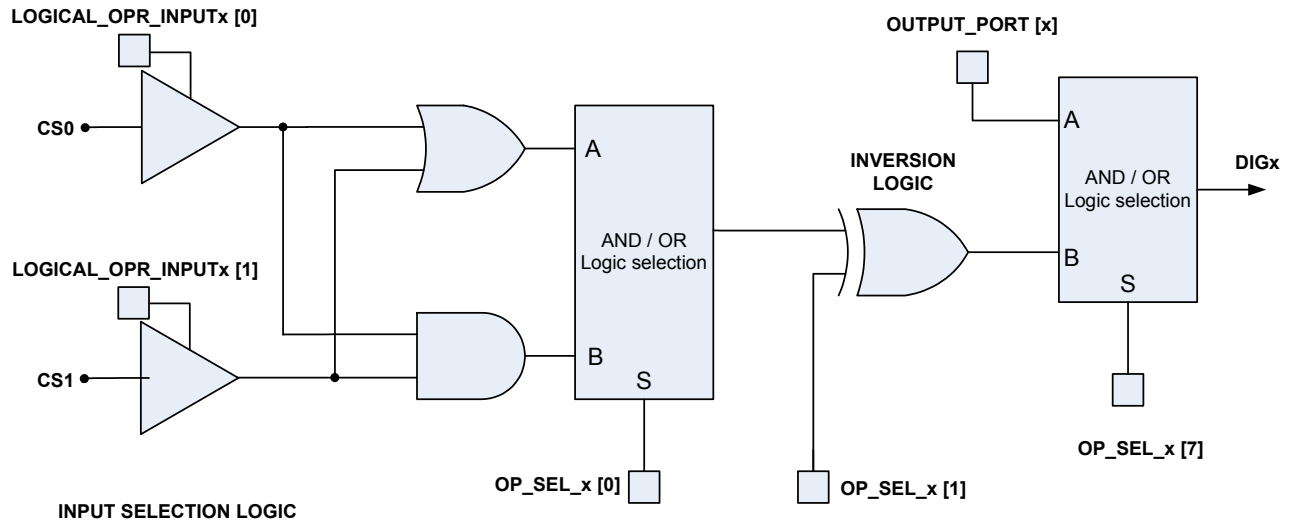 LOGICAL_OPR_INPUTx [0]
OUTPUT_PORT [x]
CS0
A
A
INVERSION
LOGIC
DIGx
AND / OR
Logic selection
AND / OR
Logic selection
LOGICAL_OPR_INPUTx [1]
B
S
B
CS1
S
OP_SEL_x [7]
OP_SEL_x [0]
OP_SEL_x [1]
INPUT SELECTION LOGIC